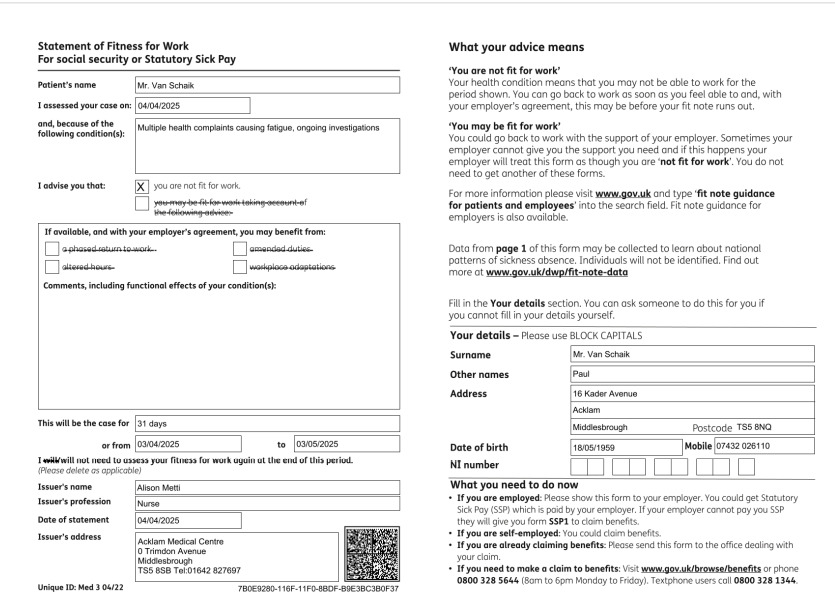 Statement of Fitness for Work
For social security or Statutory Sick Pay
Patient's name
Mr. Van Schaik
I assessed your case on:
04/04/2025
and, because of the
following condition(s):
Multiple health complaints causing fatigue, ongoing investigations
I advise you that:
X you are not fit for work.
you may be fit for work taking account of
the following advice:
If available, and with your employer's agreement, you may benefit from:
a phased return to work.
amended duties.
altered hours.
workplace adaptations
Comments, including functional effects of your condition(s):
This will be the case for
31 days
or from 03/04/2025 to 03/05/2025
I will/will not need to assess your fitness for work again at the end of this period.
(Please delete as applicable)
Issuer's name
Alison Metti
Issuer's profession
Nurse
Date of statement
04/04/2025
Issuer's address
Acklam Medical Centre
0 Trimdon Avenue
Middlesbrough
TS5 8SB Tel:01642 827697
Unique ID: Med 3 04/22
7B0E9280-116F-11F0-8BDF-B9E3BC3B0F37
What your advice means
'You are not fit for work'
Your health condition means that you may not be able to work for the
period shown. You can go back to work as soon as you feel able to and, with
your employer's agreement, this may be before your fit note runs out.
'You may be fit for work'
You could go back to work with the support of your employer. Sometimes your
employer cannot give you the support you need and if this happens your
employer will treat this form as though you are 'not fit for work'. You do not
need to get another of these forms.
For more information please visit www.gov.uk and type 'fit note guidance
for patients and employees' into the search field. Fit note guidance for
employers is also available.
Data from page 1 of this form may be collected to learn about national
patterns of sickness absence. Individuals will not be identified. Find out
more at www.gov.uk/dwp/fit-note-data
Fill in the Your details section. You can ask someone to do this for you if
you cannot fill in your details yourself.
Your details – Please use BLOCK CAPITALS
Surname
Mr. Van Schaik
Other names
Paul
Address
16 Kader Avenue
Acklam
Middlesbrough Postcode TS5 8NQ
Date of birth
18/05/1959
Mobile 07432 026110
NI number
What you need to do now
• If you are employed: Please show this form to your employer. You could get Statutory
Sick Pay (SSP) which is paid by your employer. If your employer cannot pay you SSP
they will give you form SSP1 to claim benefits.
• If you are self-employed: You could claim benefits.
• If you are already claiming benefits: Please send this form to the office dealing with
your claim.
• If you need to make a claim to benefits: Visit www.gov.uk/browse/benefits or phone
0800 328 5644 (8am to 6pm Monday to Friday). Textphone users call 0800 328 1344.